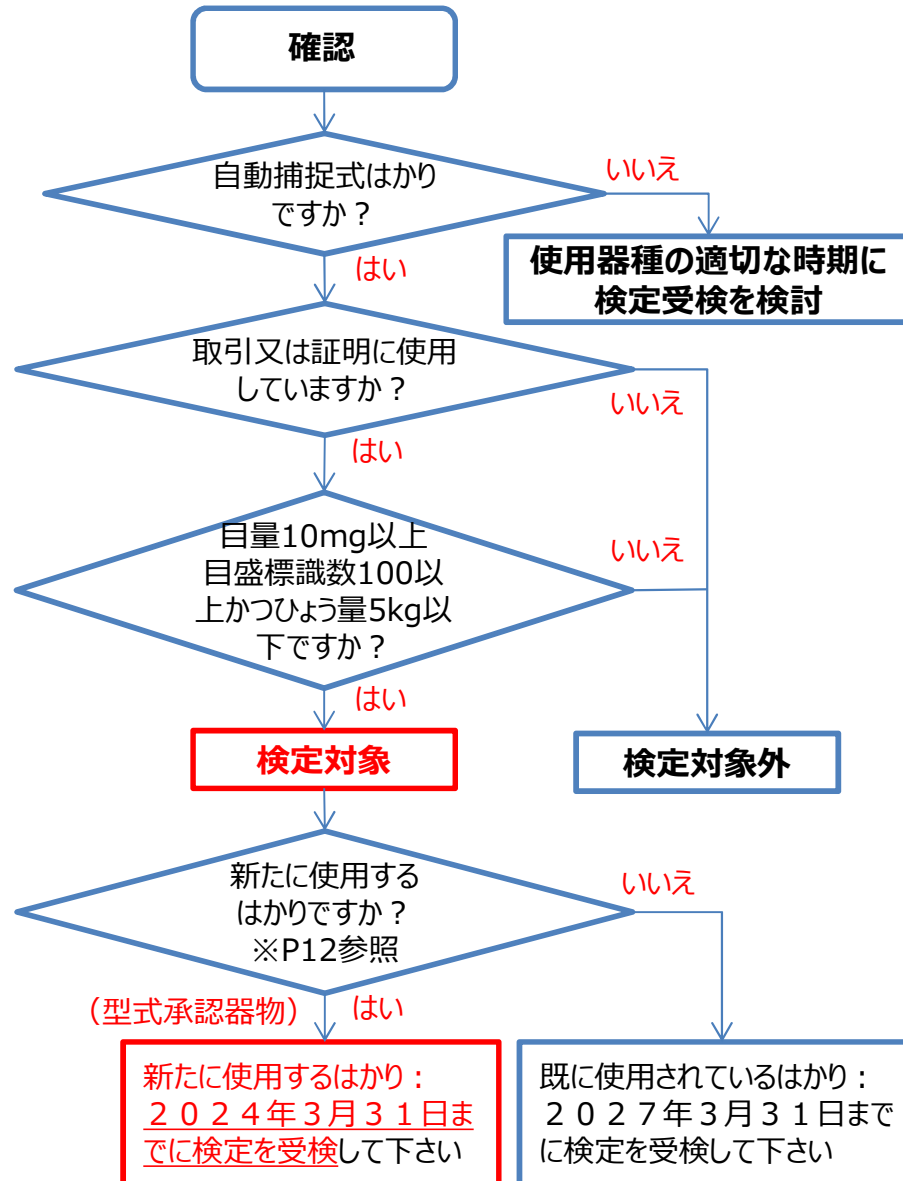 確認
自動捕捉式はかり
ですか？
いいえ
使用器種の適切な時期に
検定受検を検討
はい
取引又は証明に使用
していますか？
いいえ
はい
目量10mg以上
目盛標識数100以
上かつひょう量5kg以
下ですか？
いいえ
はい
検定対象
検定対象外
新たに使用する
はかりですか？
※P12参照
いいえ
（型式承認器物）
はい
新たに使用するはかり：
２０２４年３月３１日ま
でに検定を受検して下さい
既に使用されているはかり：
２０２７年３月３１日まで
に検定を受検して下さい